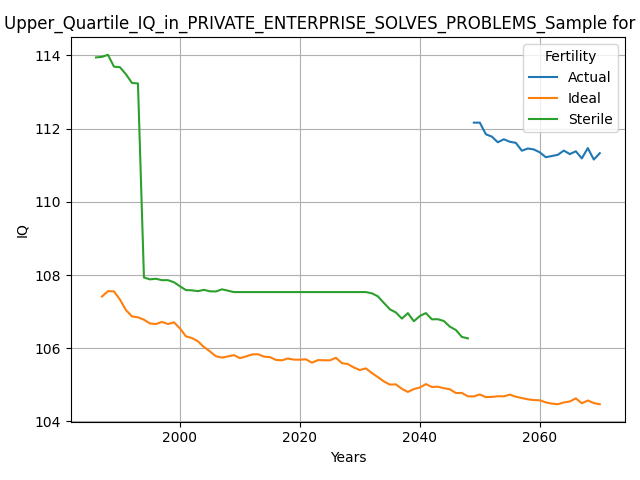 Upper_Quartile_IQ_in_PRIVATE_ENTERPRISE_SOLVES_PROBLEMS_Sample for
114
112
110
108
106
104
IQ
Fertility
Actual
Ideal
Sterile
2000
2020
2040
2060
Years